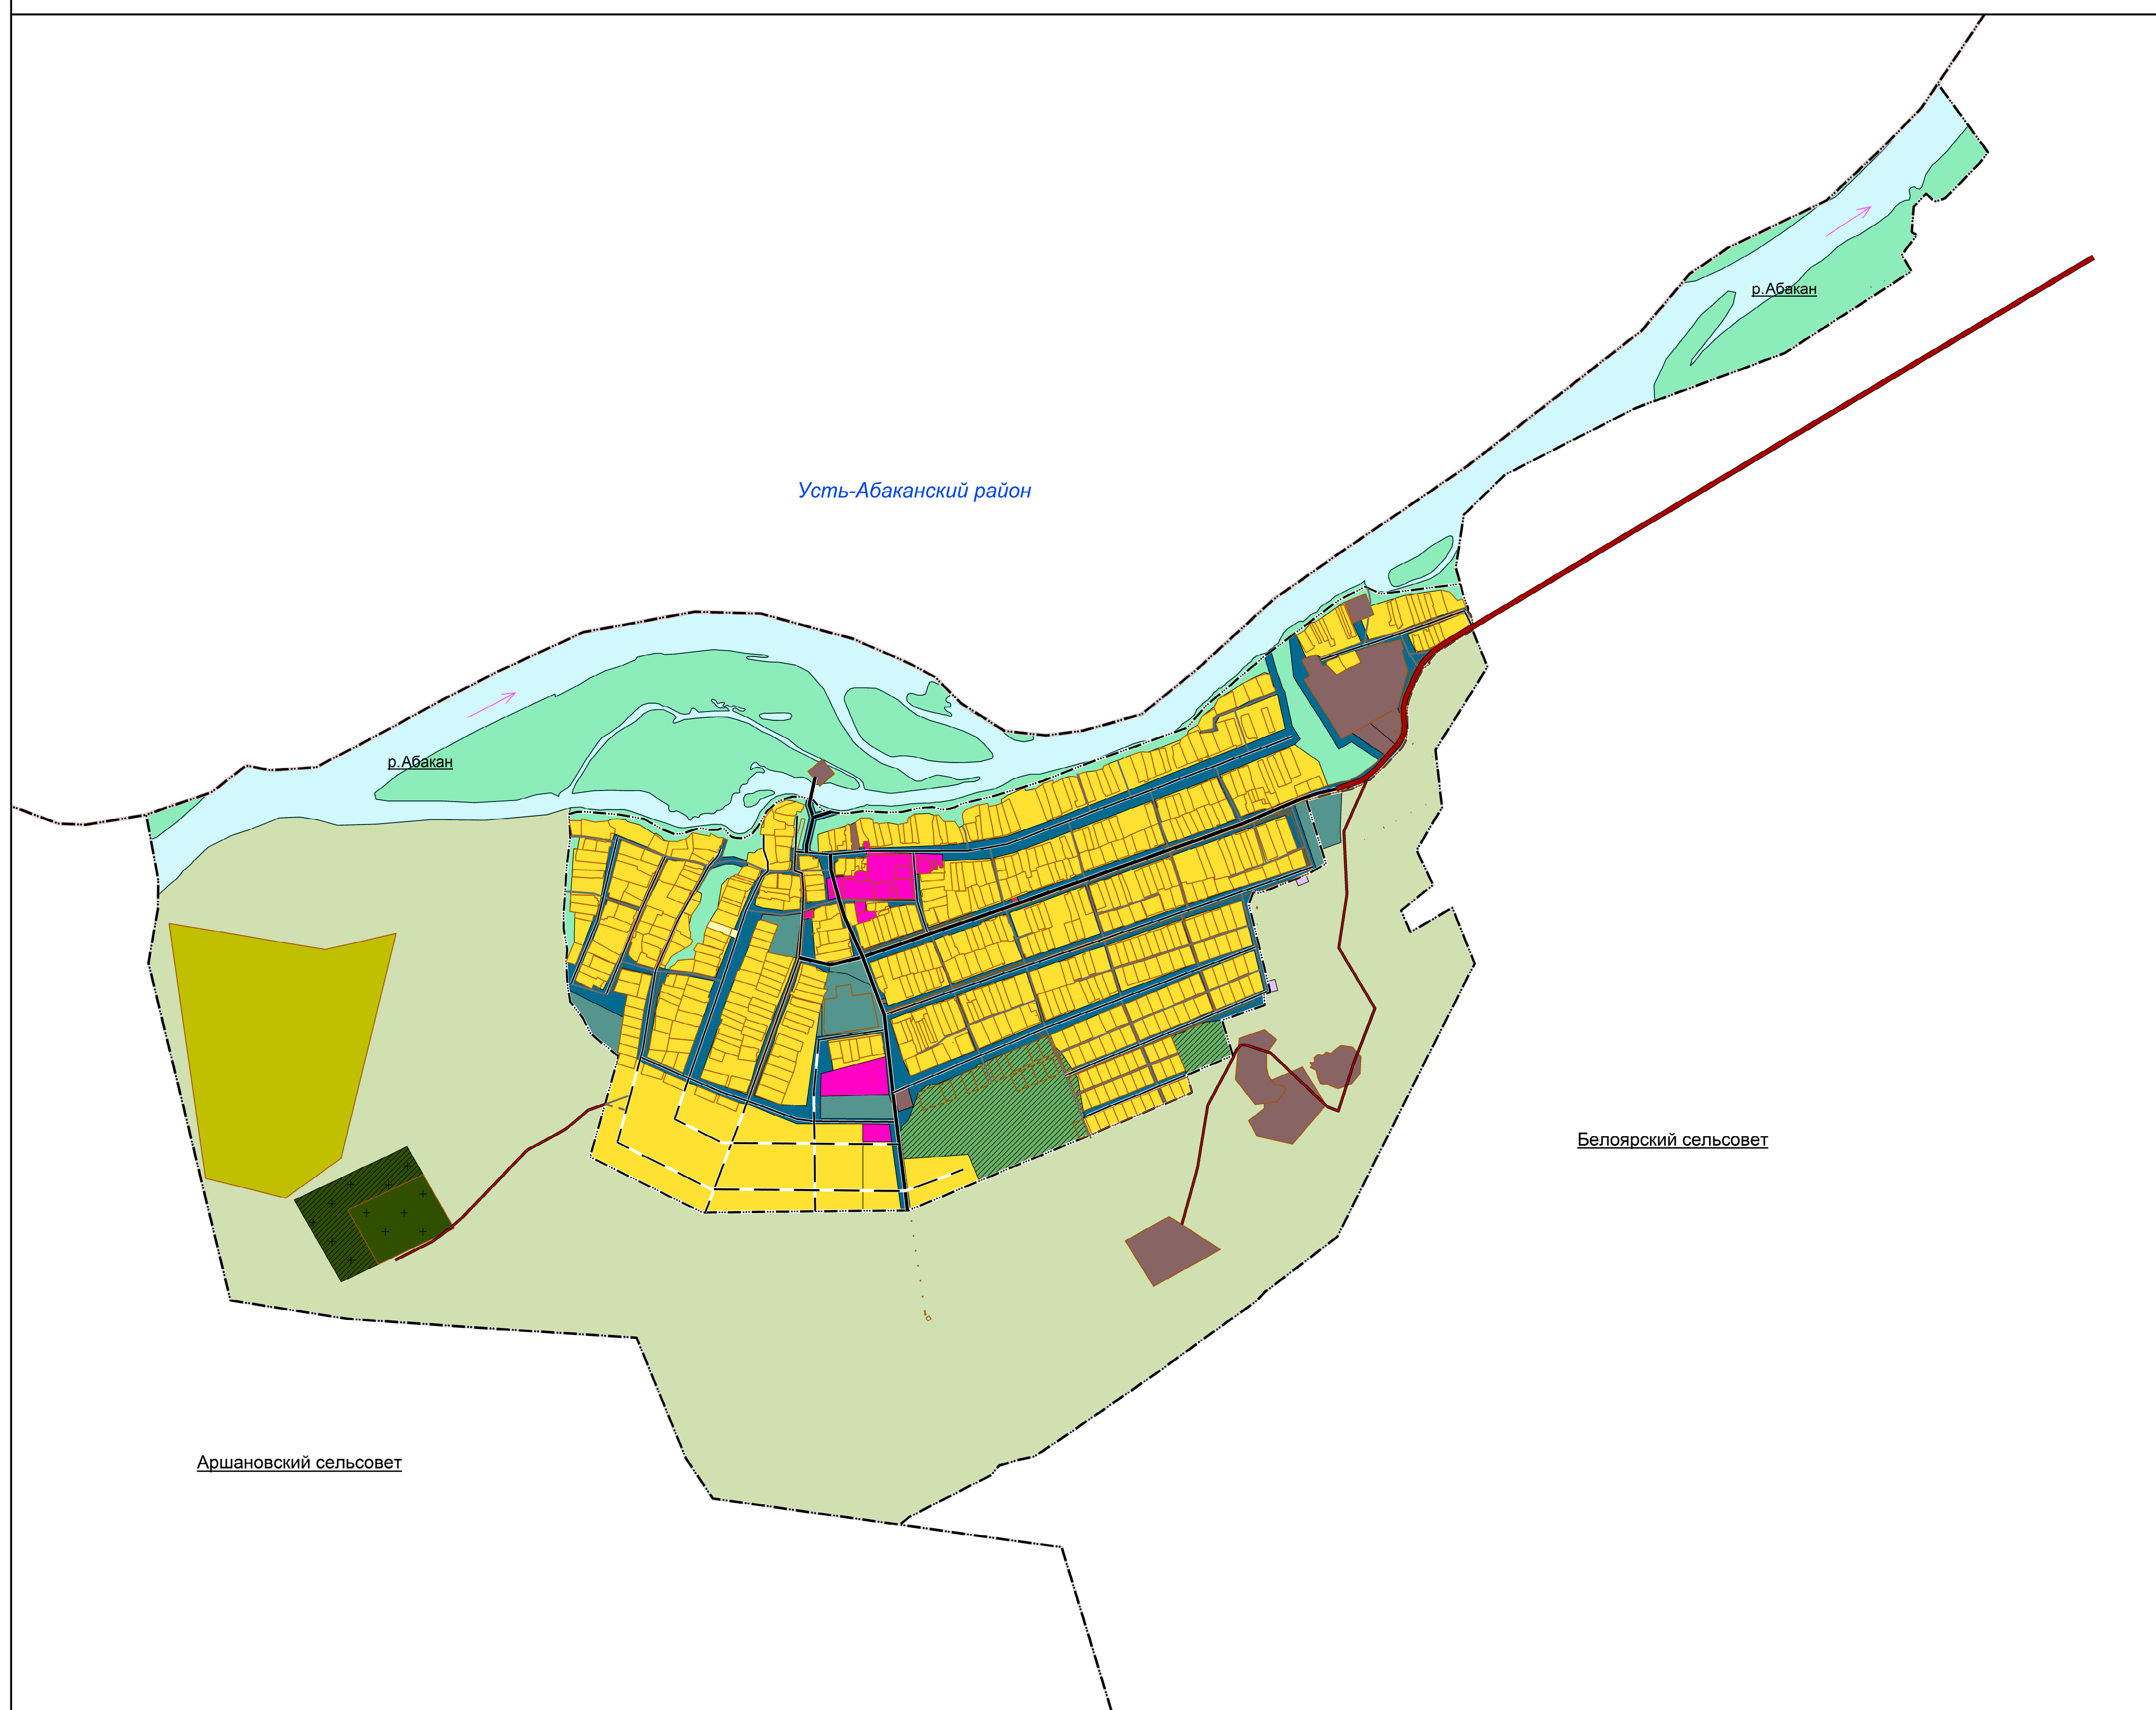 р.Абакан
Усть-Абаканский район
р.Абакан
Белоярский сельсовет
Аршановский сельсовет